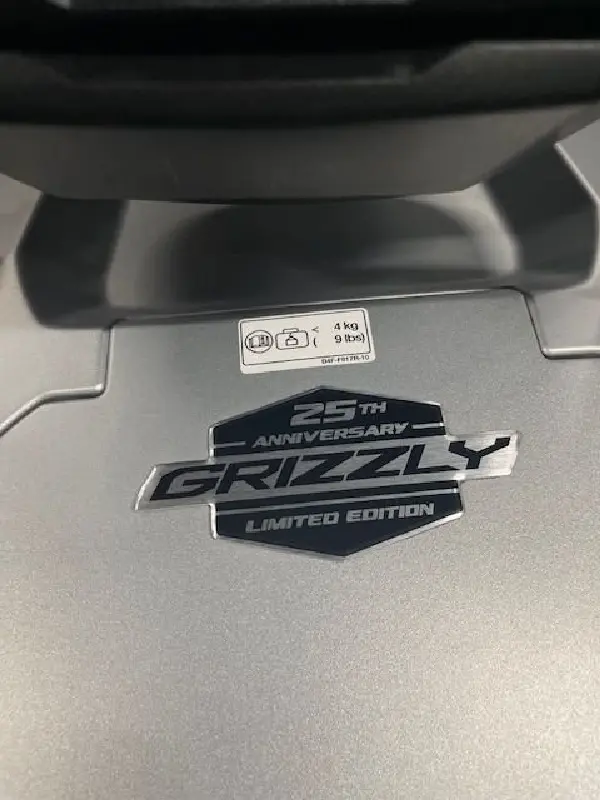 < 4 kg
( 9 lbs)
25TH
ANNIVERSARY
GRIZZLY
LIMITED EDITION